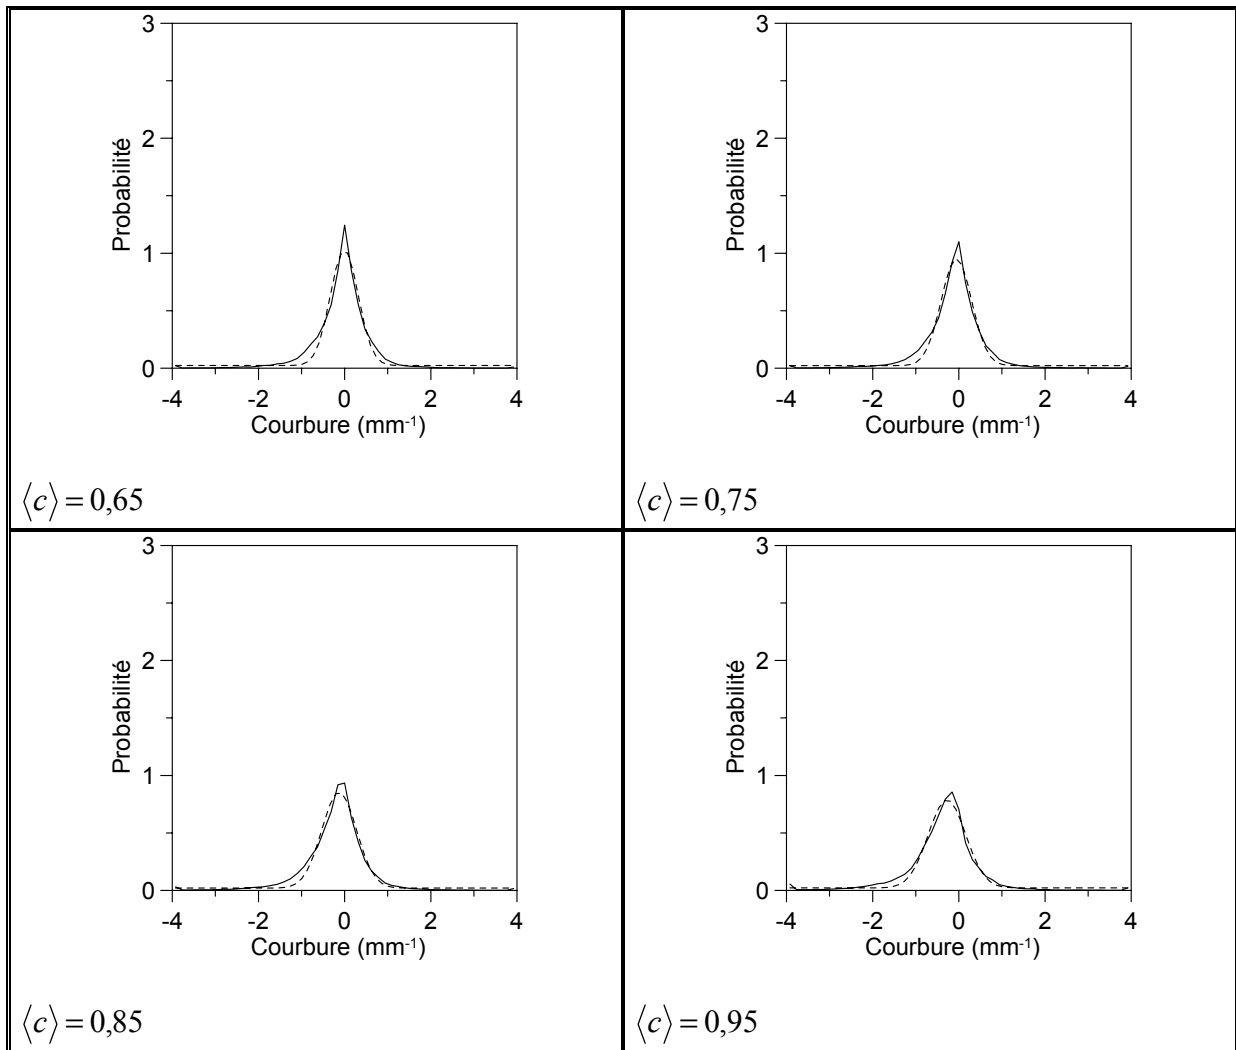 3
2
1
0
Probabilité
-4 -2 0 2 4
Courbure (mm-1)
⟨c⟩ = 0,65
3
2
1
0
Probabilité
-4 -2 0 2 4
Courbure (mm-1)
⟨c⟩ = 0,75
3
2
1
0
Probabilité
-4 -2 0 2 4
Courbure (mm-1)
⟨c⟩ = 0,85
3
2
1
0
Probabilité
-4 -2 0 2 4
Courbure (mm-1)
⟨c⟩ = 0,95